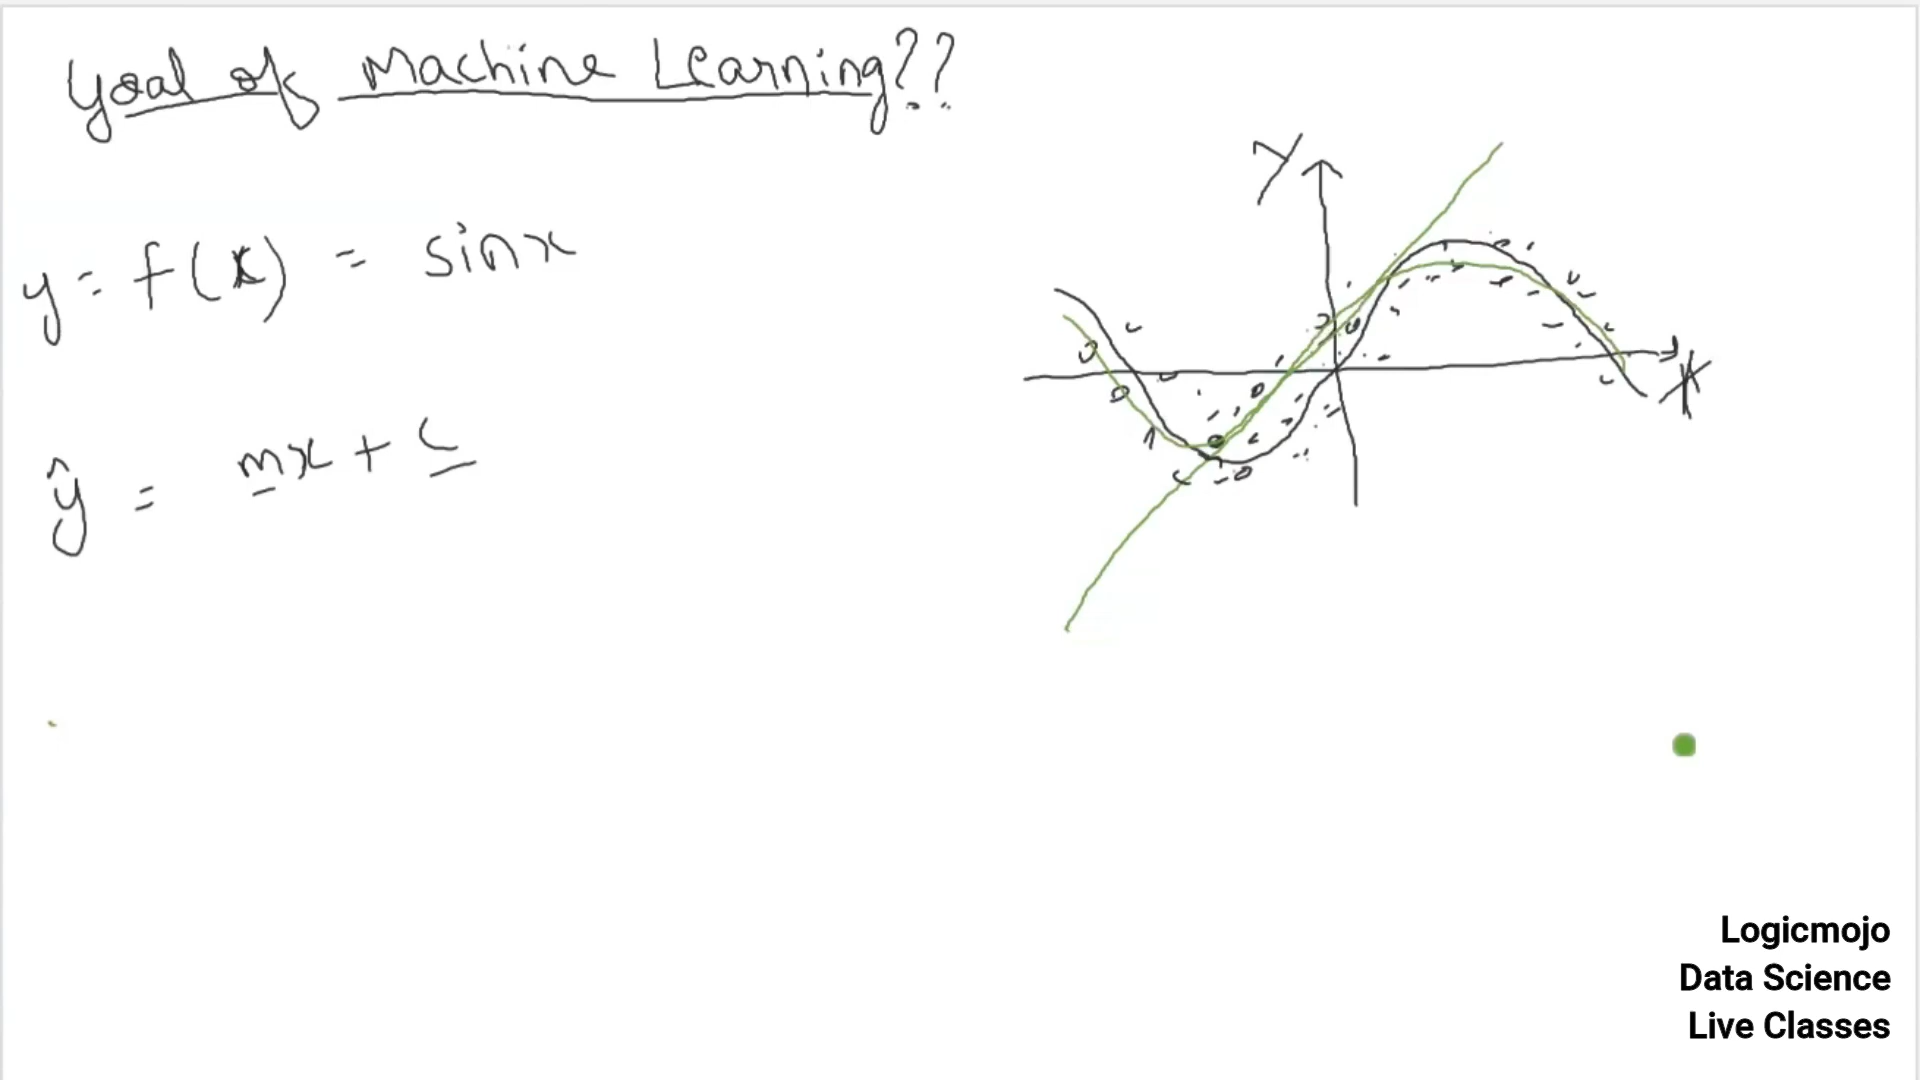 Goal of Machine Learning??
y = f(x) = sinx
ŷ = mx + c
Y
X
Logicmojo
Data Science
Live Classes